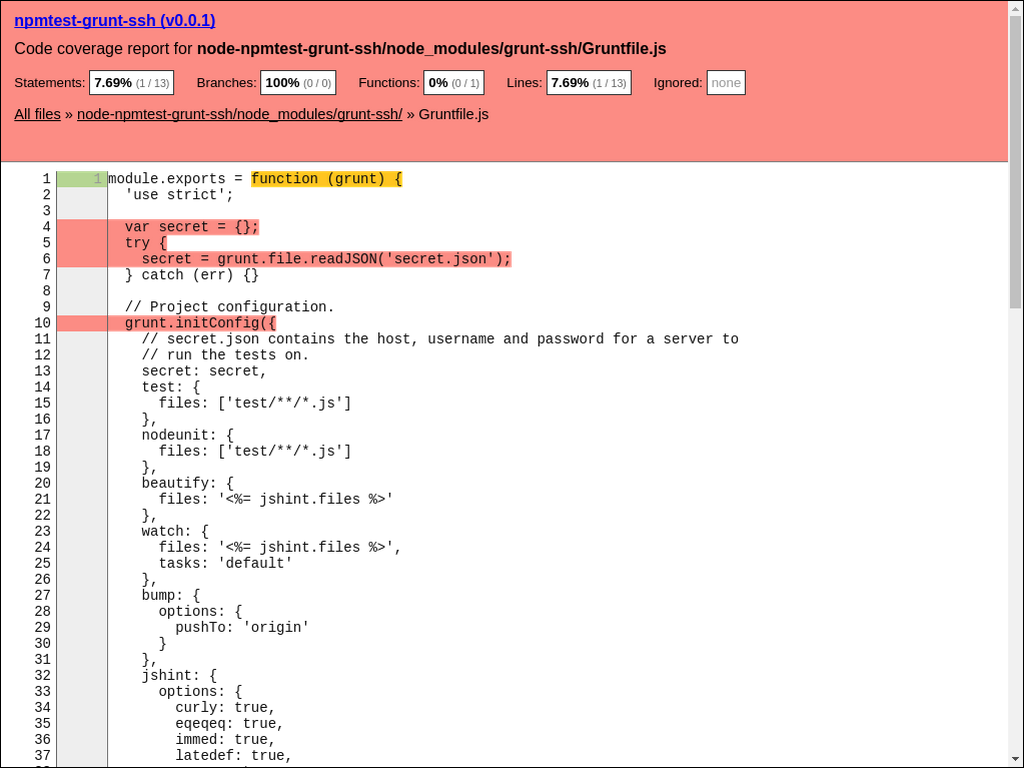 npmtest-grunt-ssh (v0.0.1)
Code coverage report for node-npmtest-grunt-ssh/node_modules/grunt-ssh/Gruntfile.js
Statements: 7.69% (1 / 13) Branches: 100% (0 / 0) Functions: 0% (0 / 1) Lines: 7.69% (1 / 13) Ignored: none
All files » node-npmtest-grunt-ssh/node_modules/grunt-ssh/ » Gruntfile.js
1 1 module.exports = function (grunt) {
2 'use strict';
3
4 var secret = {};
5 try {
6 secret = grunt.file.readJSON('secret.json');
7 } catch (err) {}
8
9 // Project configuration.
10 grunt.initConfig({
11 // secret.json contains the host, username and password for a server to
12 // run the tests on.
13 secret: secret,
14 test: {
15 files: ['test/**/*.js']
16 },
17 nodeunit: {
18 files: ['test/**/*.js']
19 },
20 beautify: {
21 files: '<%= jshint.files %>'
22 },
23 watch: {
24 files: '<%= jshint.files %>',
25 tasks: 'default'
26 },
27 bump: {
28 options: {
29 pushTo: 'origin'
30 }
31 },
32 jshint: {
33 options: {
34 curly: true,
35 eqeqeq: true,
36 immed: true,
37 latedef: true,